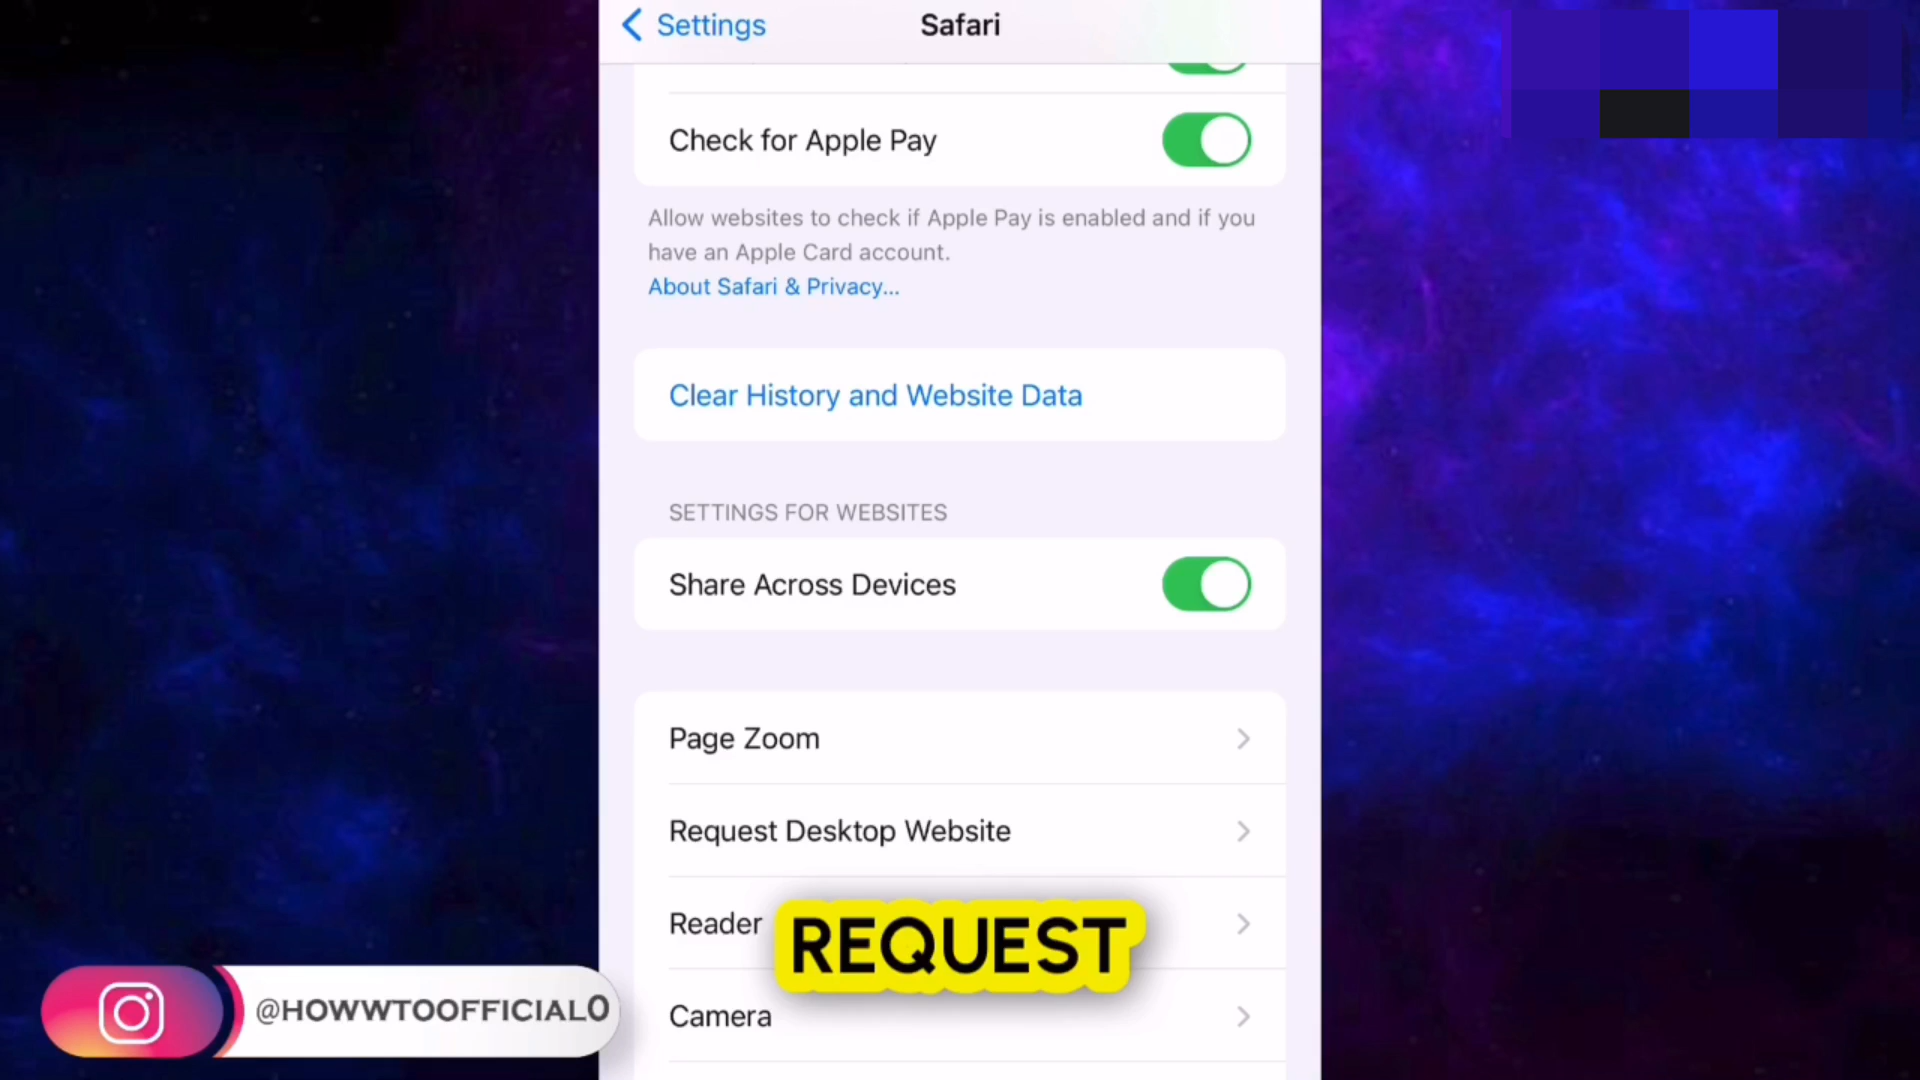 Settings
Safari
Check for Apple Pay
Allow websites to check if Apple Pay is enabled and if you
have an Apple Card account.
About Safari & Privacy...
Clear History and Website Data
SETTINGS FOR WEBSITES
Share Across Devices
Page Zoom
Request Desktop Website
Reader
REQUEST
Camera
@HOWWTOOFFICIAL0